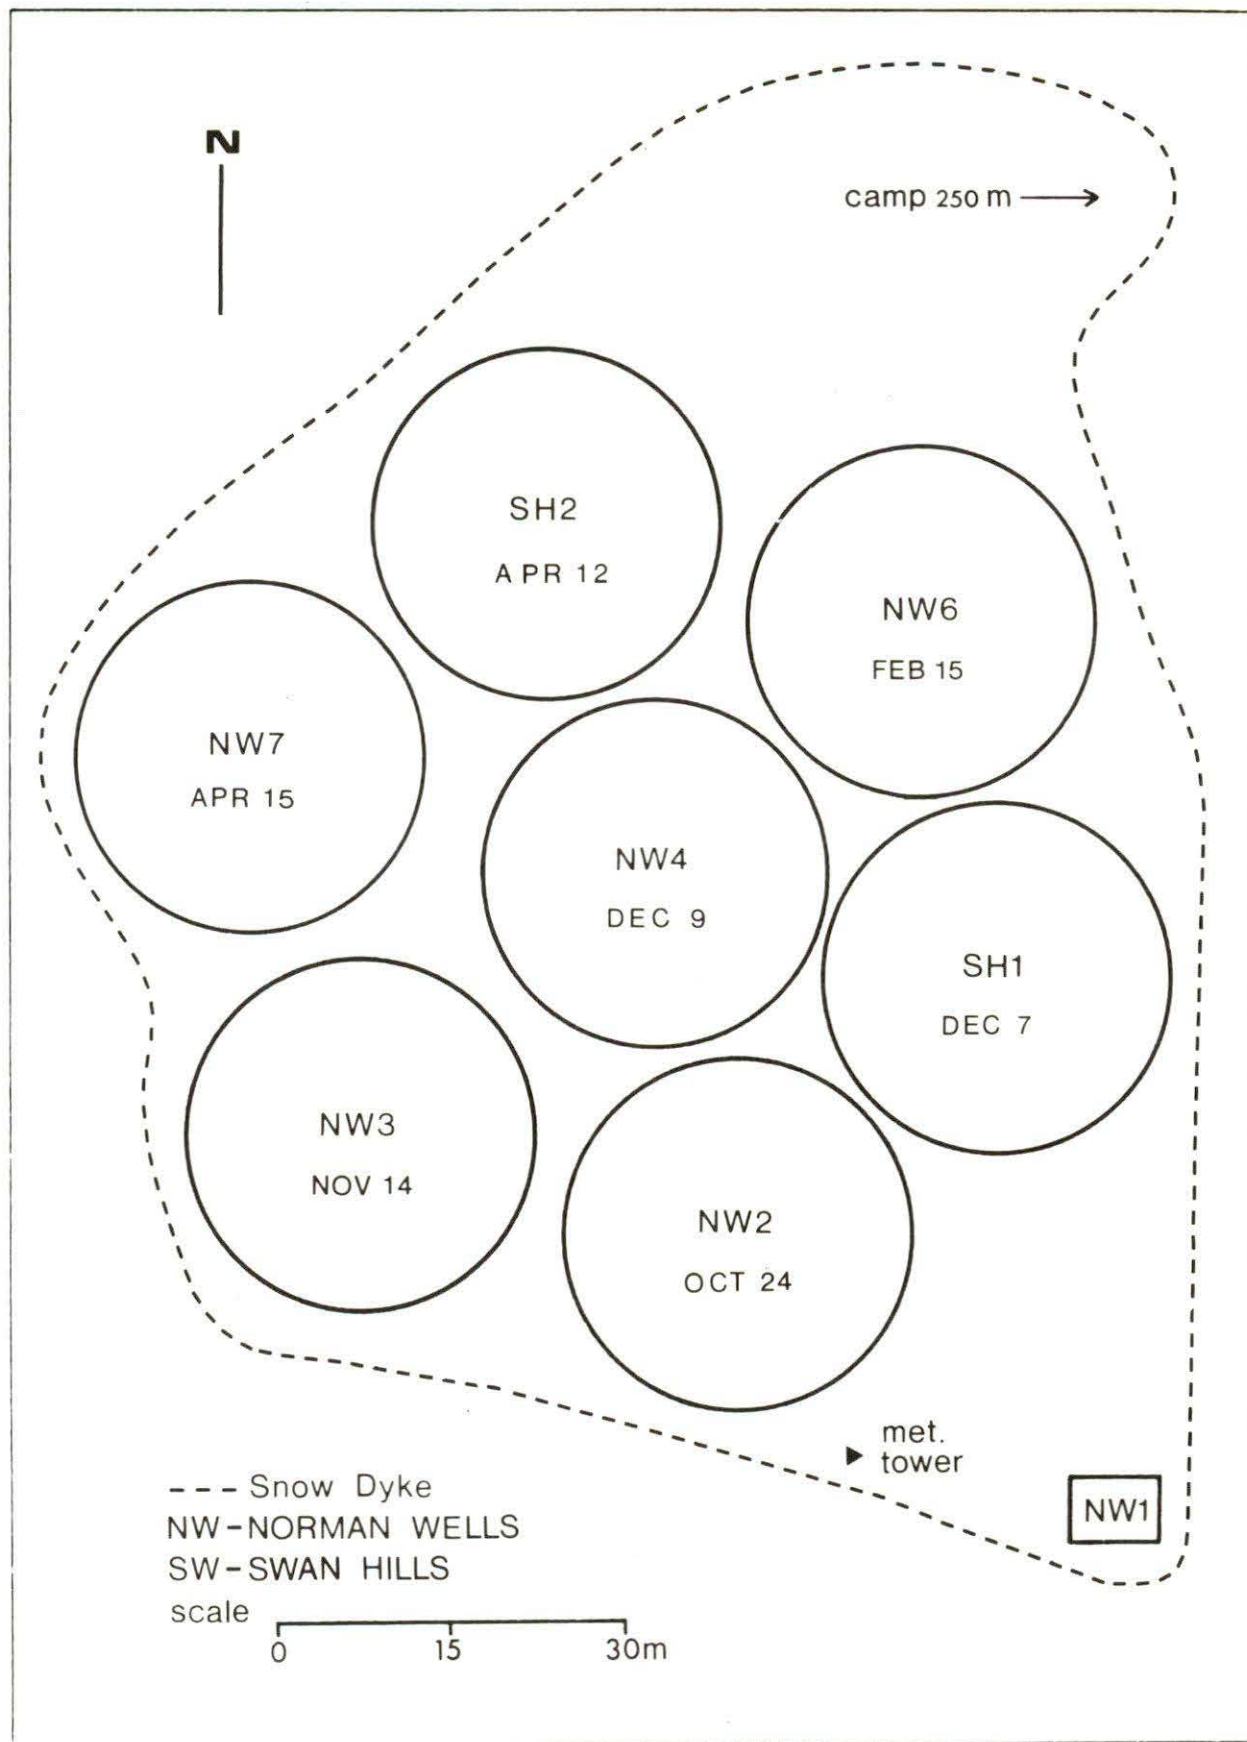 N
camp 250 m
SH2
APR 12
NW6
FEB 15
NW7
APR 15
NW4
DEC 9
SH1
DEC 7
NW3
NOV 14
NW2
OCT 24
met.
tower
NW1
Snow Dyke
NW-NORMAN WELLS
SW-SWAN HILLS
scale
0 15 30m